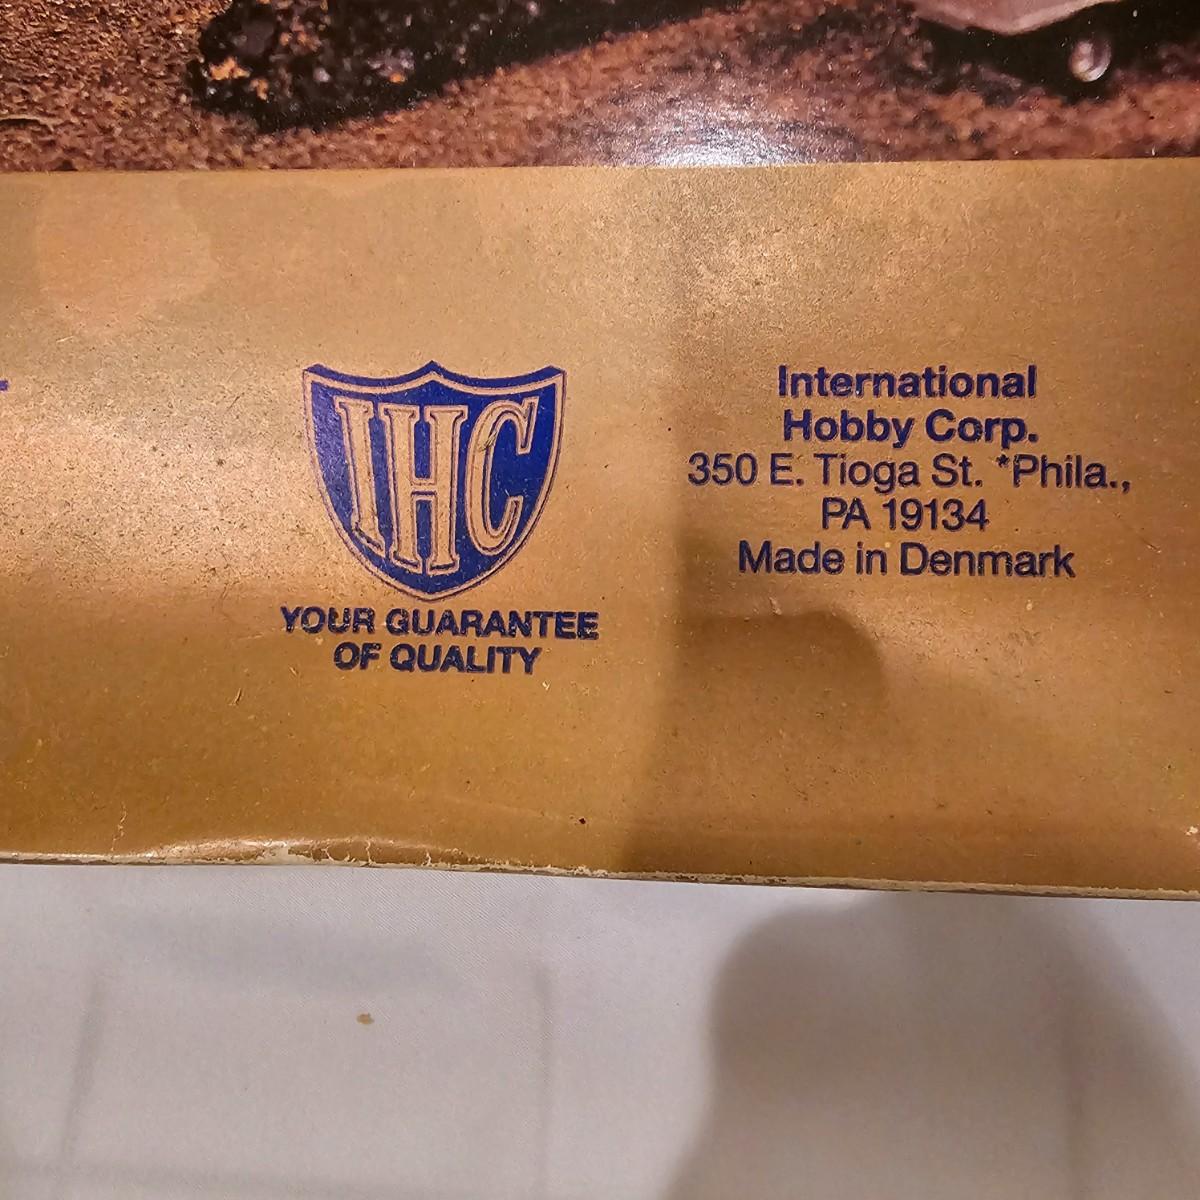 IHC
YOUR GUARANTEE
OF QUALITY
International
Hobby Corp.
350 E. Tioga St. *Phila.,
PA 19134
Made in Denmark